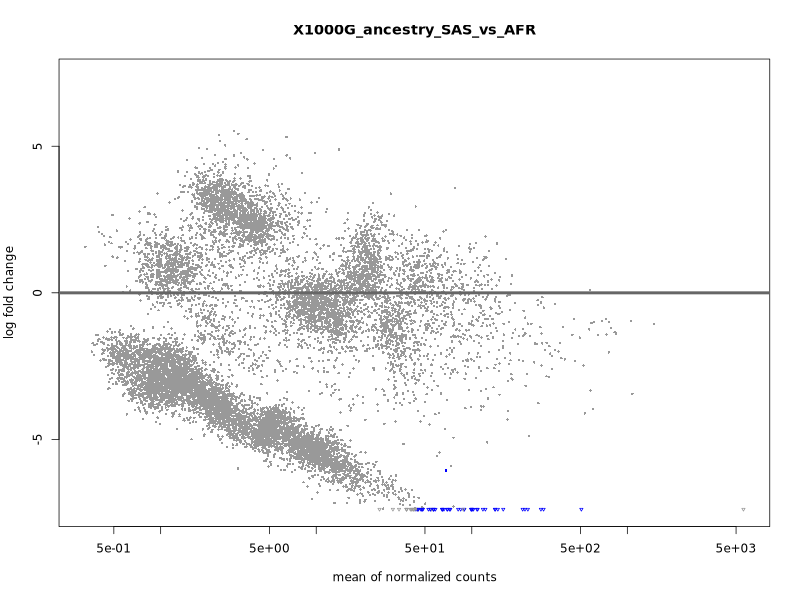 X1000G_ancestry_SAS_vs_AFR
log fold change
5
0
-5
5e-01 5e+00 5e+01 5e+02 5e+03
mean of normalized counts